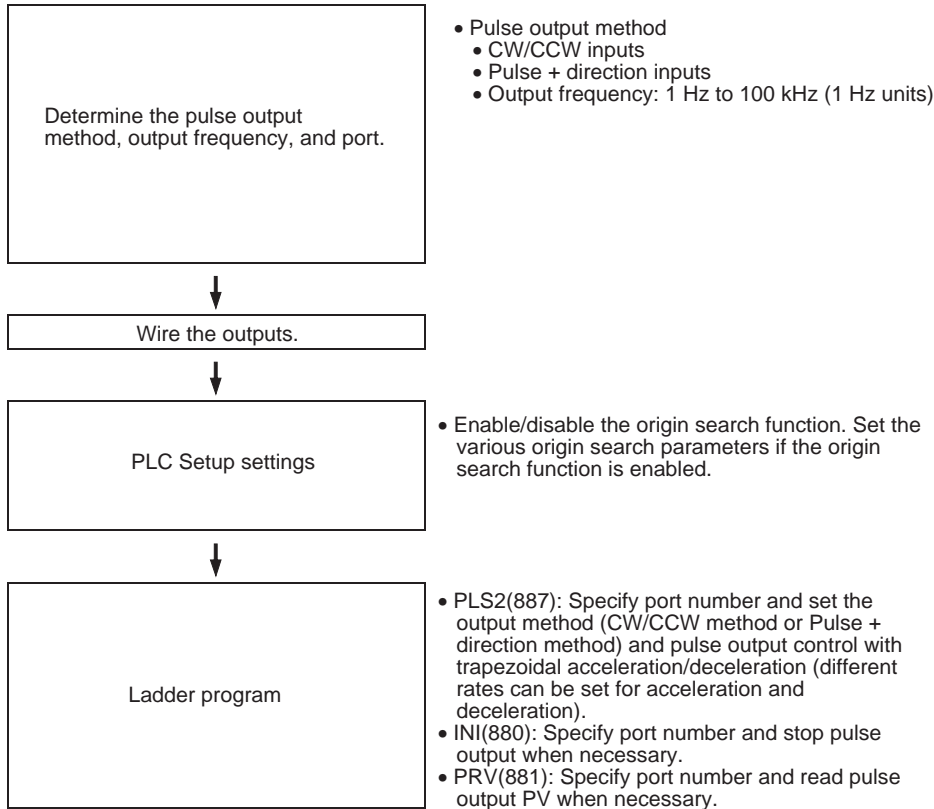 Determine the pulse output
method, output frequency, and port.
• Pulse output method
• CW/CCW inputs
• Pulse + direction inputs
• Output frequency: 1 Hz to 100 kHz (1 Hz units)
Wire the outputs.
PLC Setup settings
• Enable/disable the origin search function. Set the
various origin search parameters if the origin
search function is enabled.
Ladder program
• PLS2(887): Specify port number and set the
output method (CW/CCW method or Pulse +
direction method) and pulse output control with
trapezoidal acceleration/deceleration (different
rates can be set for acceleration and
deceleration).
• INI(880): Specify port number and stop pulse
output when necessary.
• PRV(881): Specify port number and read pulse
output PV when necessary.